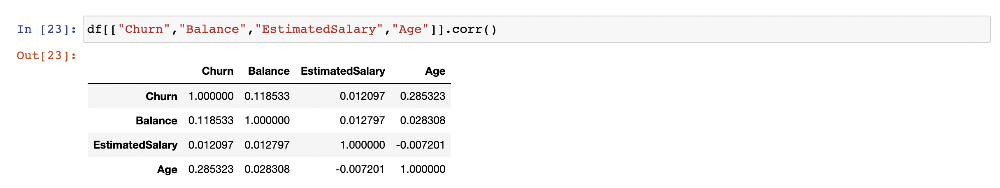 In [23]: df[["Churn","Balance","EstimatedSalary","Age"]].corr()
Out[23]:
Churn Balance EstimatedSalary Age
Churn 1.000000 0.118533 0.012097 0.285323
Balance 0.118533 1.000000 0.012797 0.028308
EstimatedSalary 0.012097 0.012797 1.000000 -0.007201
Age 0.285323 0.028308 -0.007201 1.000000